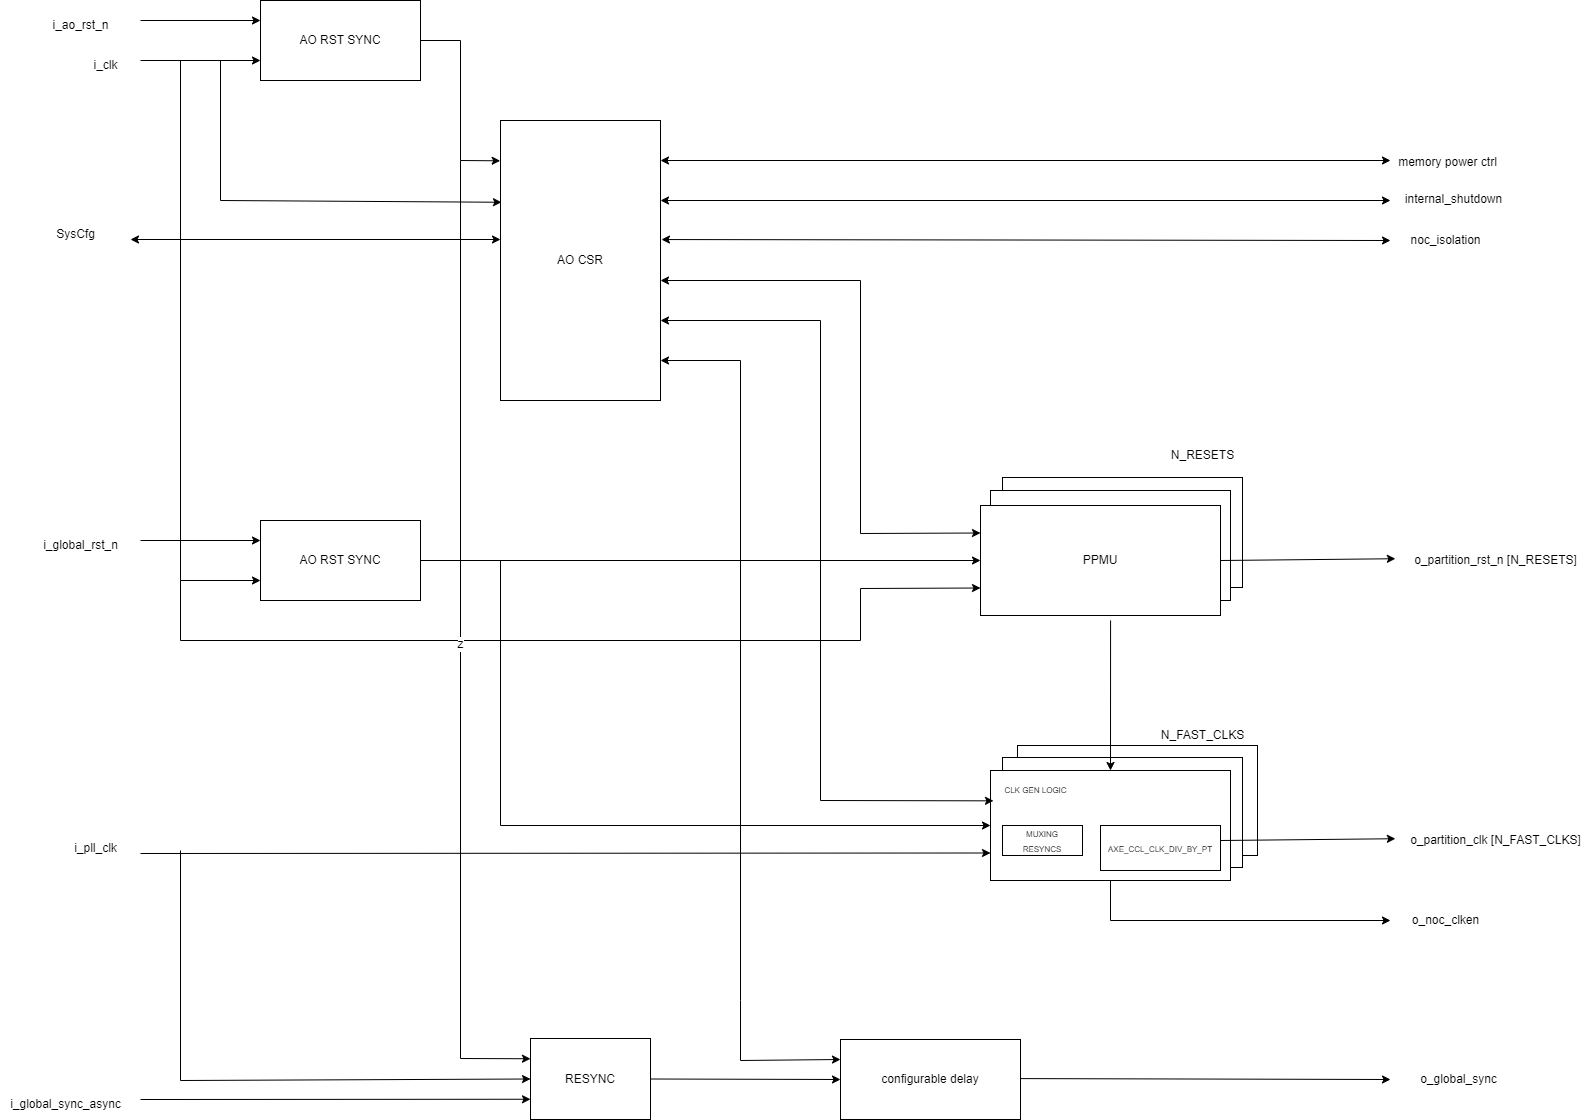 i_ao_rst_n
AO RST SYNC
i_clk
memory power ctrl
internal_shutdown
SysCfg
noc_isolation
AO CSR
N_RESETS
i_global_rst_n
AO RST SYNC
PPMU
o_partition_rst_n [N_RESETS]
z
N_FAST_CLKS
CLK GEN LOGIC
MUXING
RESYNCS
AXE_CCL_CLK_DIV_BY_PT
i_pll_clk
o_partition_clk [N_FAST_CLKS]
o_noc_clken
RESYNC
configurable delay
o_global_sync
i_global_sync_async